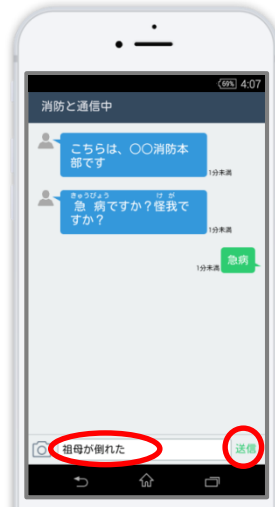 69% 4:07
消防と通信中
こちらは、〇〇消防本
部です
1分未満
きゅうびょう けが
急病ですか？怪我で
すか？
1分未満
急病
1分未満
祖母が倒れた
送信